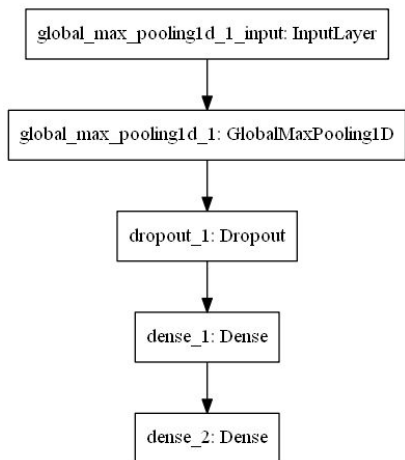 global_max_pooling1d_1_input: InputLayer
global_max_pooling1d_1: GlobalMaxPooling1D
dropout_1: Dropout
dense_1: Dense
dense_2: Dense